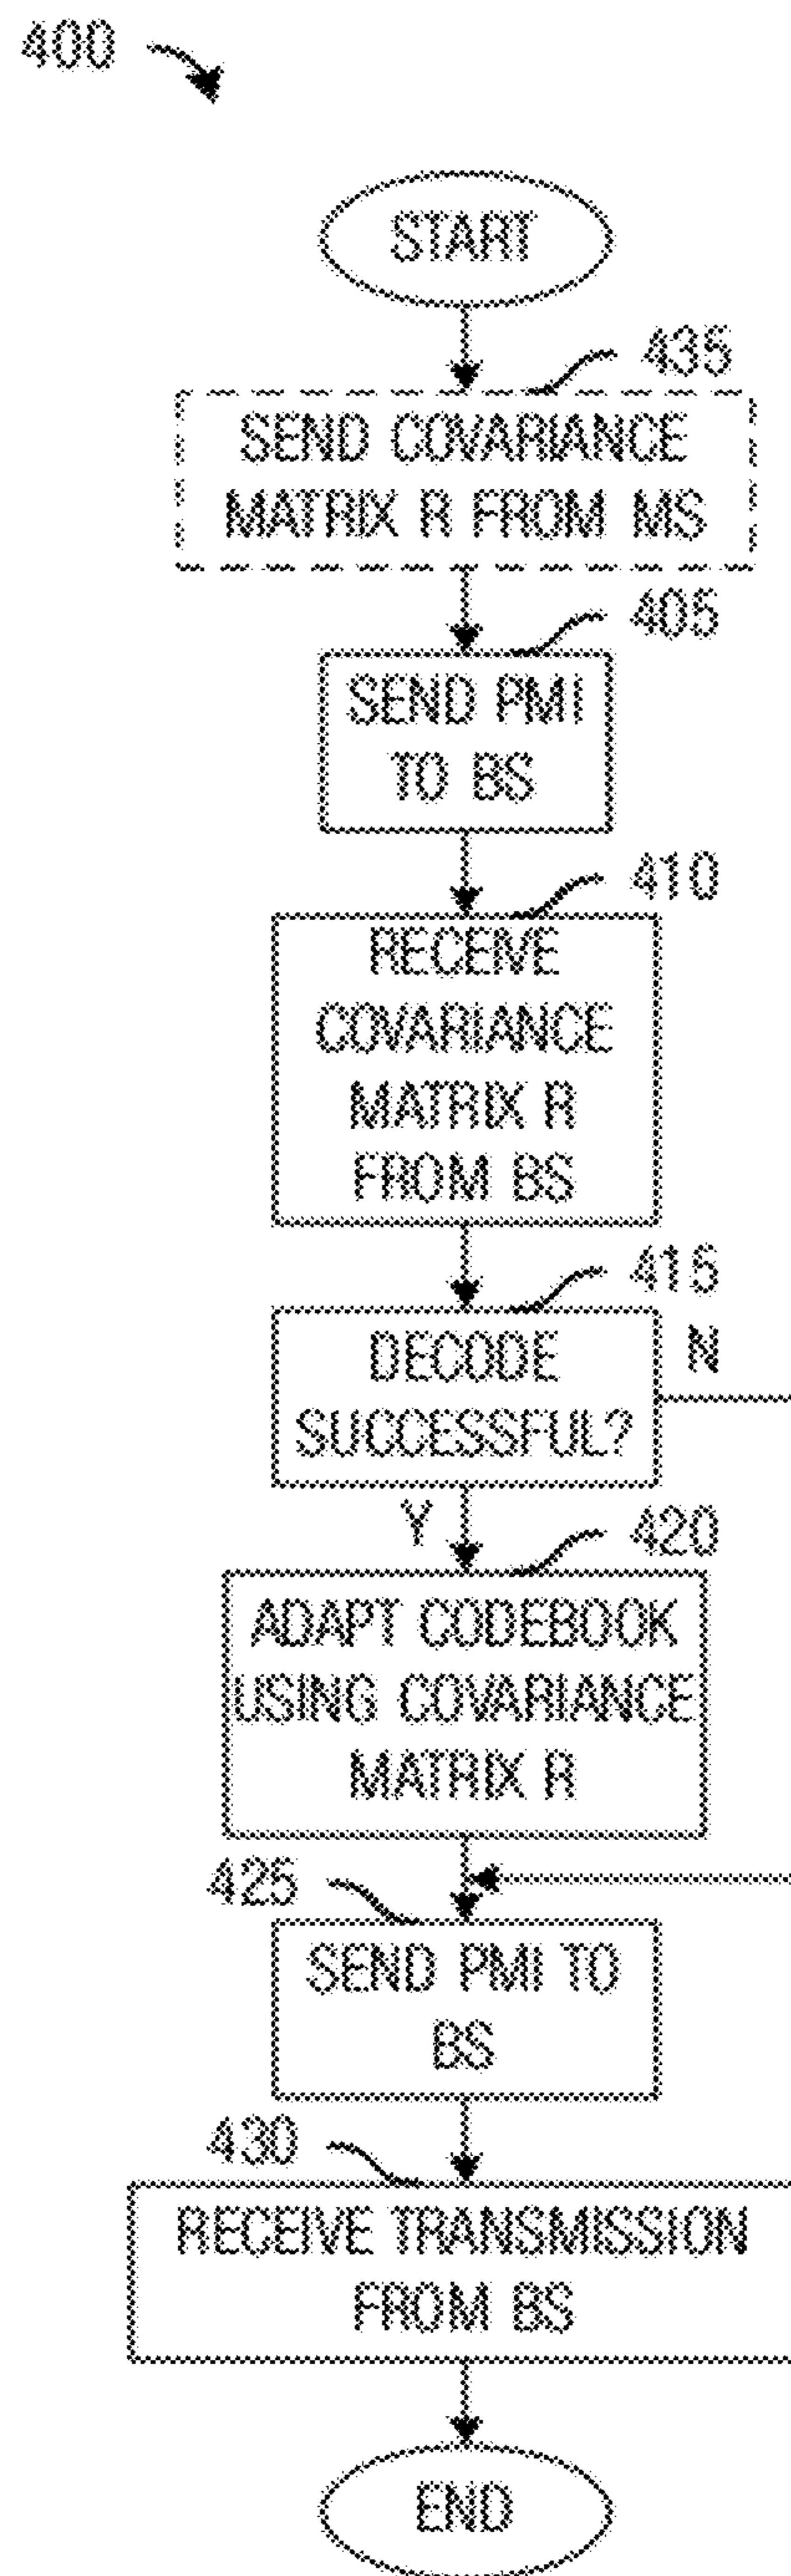 400
START
435
SEND COVARIANCE
MATRIX R FROM MS
405
SEND PMI
TO BS
410
RECEIVE
COVARIANCE
MATRIX R
FROM BS
415
DECODE
SUCCESSFUL?
N
Y
420
ADAPT CODEBOOK
USING COVARIANCE
MATRIX R
425
SEND PMI TO
BS
430
RECEIVE TRANSMISSION
FROM BS
END